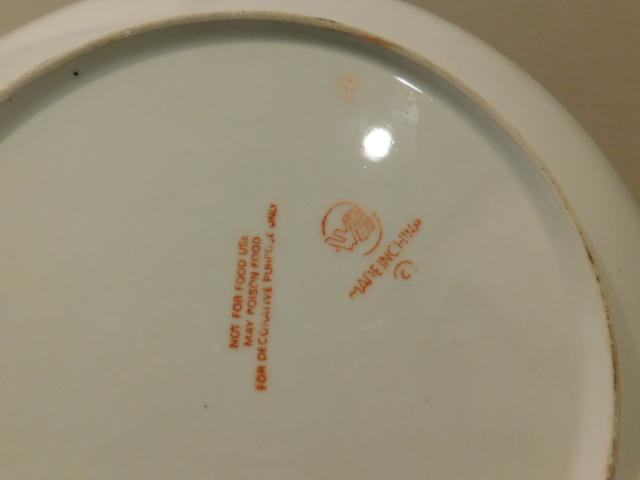 NOT FOR FOOD USE
MAY POISON FOOD
FOR DECORATIVE PURPOSE ONLY
MADE IN CHINA